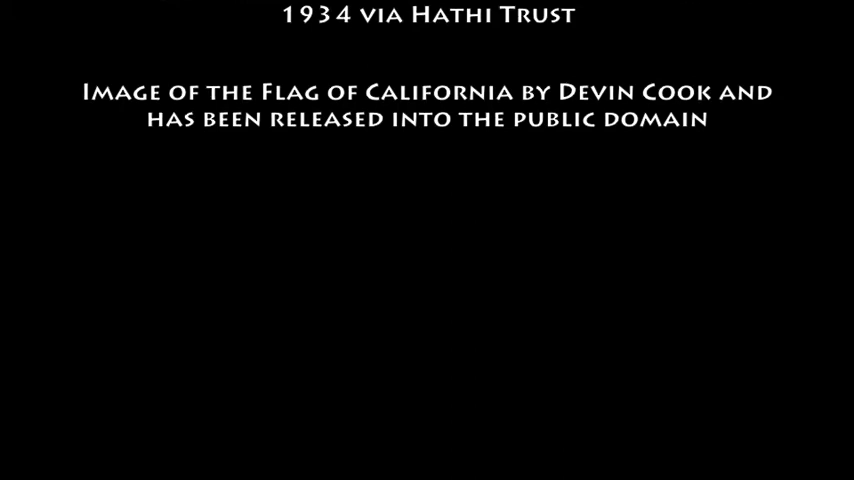 1934 via Hathi Trust
Image of the Flag of California by Devin Cook and
has been released into the public domain